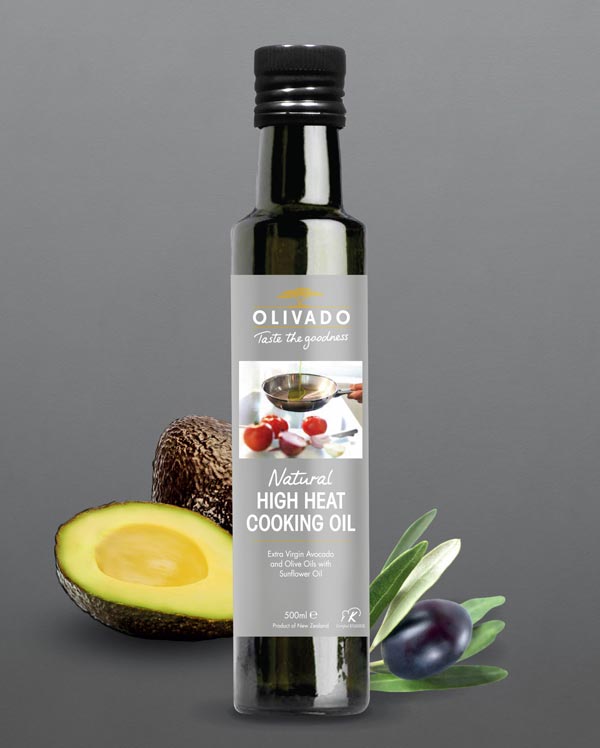 OLIVADO
Taste the goodness
Natural
HIGH HEAT
COOKING OIL
Extra Virgin Avocado
and Olive Oils with
Sunflower Oil
500ml ℮
Product of New Zealand
K